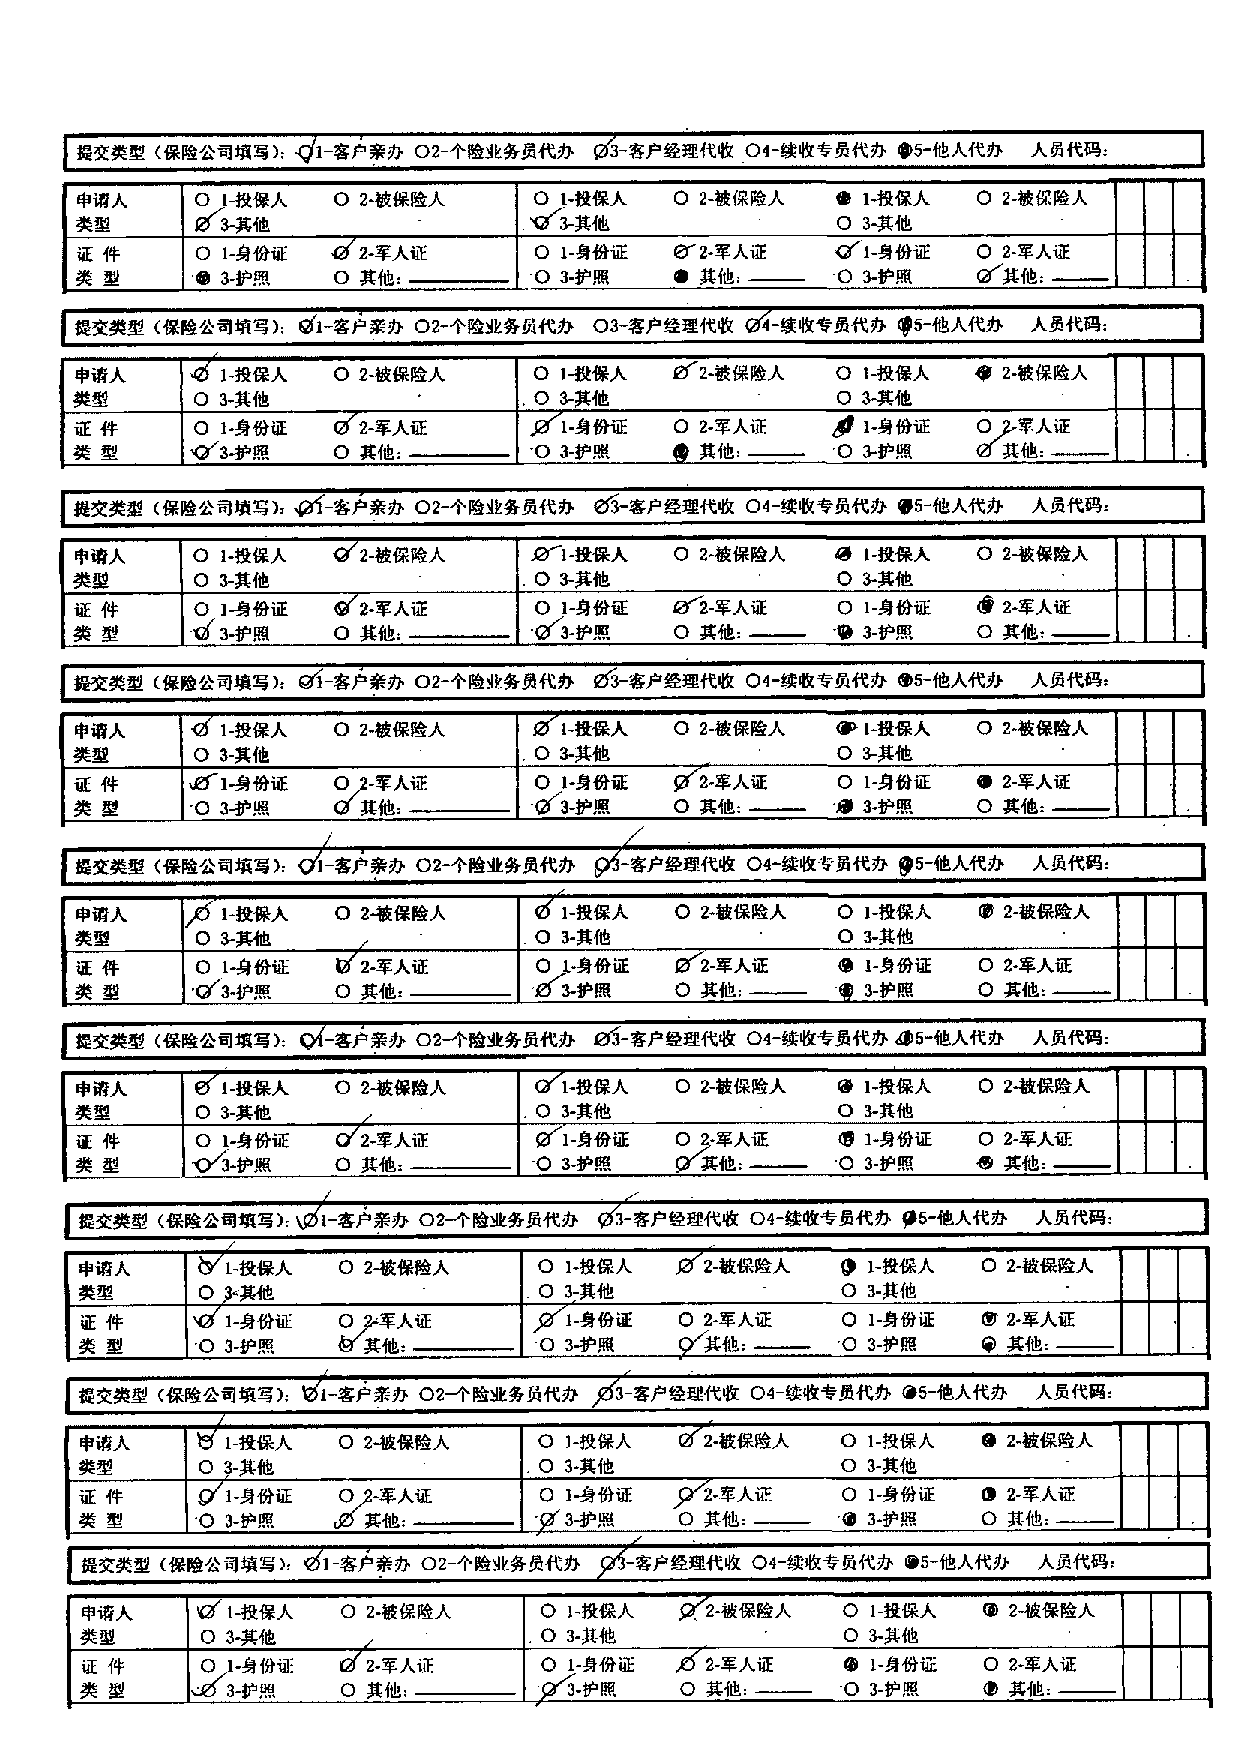 提交类型（保险公司填写）：○1-客户亲办 ○2-个险业务员代办 ○3-客户经理代收 ○4-续收专员代办 ●5-他人代办 人员代码：
申请人 ○ 1-投保人 ○ 2-被保险人 ○ 1-投保人 ○ 2-被保险人 ● 1-投保人 ○ 2-被保险人
类型 ○ 3-其他 ○ 3-其他 ○ 3-其他
证 件 ○ 1-身份证 ○ 2-军人证 ○ 1-身份证 ○ 2-军人证 ○ 1-身份证 ○ 2-军人证
类 型 ● 3-护照 ○ 其他：____ ○ 3-护照 ● 其他：____ ○ 3-护照 ○ 其他：____
提交类型（保险公司填写）：○1-客户亲办 ○2-个险业务员代办 ○3-客户经理代收 ○4-续收专员代办 ●5-他人代办 人员代码：
申请人 ○ 1-投保人 ○ 2-被保险人 ○ 1-投保人 ○ 2-被保险人 ○ 1-投保人 ● 2-被保险人
类型 ○ 3-其他 ○ 3-其他 ○ 3-其他
证 件 ○ 1-身份证 ○ 2-军人证 ○ 1-身份证 ○ 2-军人证 ● 1-身份证 ○ 2-军人证
类 型 ○ 3-护照 ○ 其他：____ ○ 3-护照 ● 其他：____ ○ 3-护照 ○ 其他：____
提交类型（保险公司填写）：○1-客户亲办 ○2-个险业务员代办 ○3-客户经理代收 ○4-续收专员代办 ●5-他人代办 人员代码：
申请人 ○ 1-投保人 ○ 2-被保险人 ○ 1-投保人 ○ 2-被保险人 ● 1-投保人 ○ 2-被保险人
类型 ○ 3-其他 ○ 3-其他 ○ 3-其他
证 件 ○ 1-身份证 ○ 2-军人证 ○ 1-身份证 ○ 2-军人证 ○ 1-身份证 ● 2-军人证
类 型 ○ 3-护照 ○ 其他：____ ○ 3-护照 ○ 其他：____ ● 3-护照 ○ 其他：____
提交类型（保险公司填写）：○1-客户亲办 ○2-个险业务员代办 ○3-客户经理代收 ○4-续收专员代办 ●5-他人代办 人员代码：
申请人 ○ 1-投保人 ○ 2-被保险人 ○ 1-投保人 ○ 2-被保险人 ● 1-投保人 ○ 2-被保险人
类型 ○ 3-其他 ○ 3-其他 ○ 3-其他
证 件 ○ 1-身份证 ○ 2-军人证 ○ 1-身份证 ○ 2-军人证 ○ 1-身份证 ● 2-军人证
类 型 ○ 3-护照 ○ 其他：____ ○ 3-护照 ○ 其他：____ ● 3-护照 ○ 其他：____
提交类型（保险公司填写）：○1-客户亲办 ○2-个险业务员代办 ○3-客户经理代收 ○4-续收专员代办 ●5-他人代办 人员代码：
申请人 ○ 1-投保人 ○ 2-被保险人 ○ 1-投保人 ○ 2-被保险人 ○ 1-投保人 ● 2-被保险人
类型 ○ 3-其他 ○ 3-其他 ○ 3-其他
证 件 ○ 1-身份证 ○ 2-军人证 ○ 1-身份证 ○ 2-军人证 ● 1-身份证 ○ 2-军人证
类 型 ○ 3-护照 ○ 其他：____ ○ 3-护照 ○ 其他：____ ● 3-护照 ○ 其他：____
提交类型（保险公司填写）：○1-客户亲办 ○2-个险业务员代办 ○3-客户经理代收 ○4-续收专员代办 ●5-他人代办 人员代码：
申请人 ○ 1-投保人 ○ 2-被保险人 ○ 1-投保人 ○ 2-被保险人 ● 1-投保人 ○ 2-被保险人
类型 ○ 3-其他 ○ 3-其他 ○ 3-其他
证 件 ○ 1-身份证 ○ 2-军人证 ○ 1-身份证 ○ 2-军人证 ● 1-身份证 ○ 2-军人证
类 型 ○ 3-护照 ○ 其他：____ ○ 3-护照 ○ 其他：____ ○ 3-护照 ● 其他：____
提交类型（保险公司填写）：○1-客户亲办 ○2-个险业务员代办 ○3-客户经理代收 ○4-续收专员代办 ●5-他人代办 人员代码：
申请人 ○ 1-投保人 ○ 2-被保险人 ○ 1-投保人 ○ 2-被保险人 ● 1-投保人 ○ 2-被保险人
类型 ○ 3-其他 ○ 3-其他 ○ 3-其他
证 件 ○ 1-身份证 ○ 2-军人证 ○ 1-身份证 ○ 2-军人证 ○ 1-身份证 ● 2-军人证
类 型 ○ 3-护照 ○ 其他：____ ○ 3-护照 ○ 其他：____ ○ 3-护照 ● 其他：____
提交类型（保险公司填写）：○1-客户亲办 ○2-个险业务员代办 ○3-客户经理代收 ○4-续收专员代办 ●5-他人代办 人员代码：
申请人 ○ 1-投保人 ○ 2-被保险人 ○ 1-投保人 ○ 2-被保险人 ○ 1-投保人 ● 2-被保险人
类型 ○ 3-其他 ○ 3-其他 ○ 3-其他
证 件 ○ 1-身份证 ○ 2-军人证 ○ 1-身份证 ○ 2-军人证 ○ 1-身份证 ● 2-军人证
类 型 ○ 3-护照 ○ 其他：____ ○ 3-护照 ○ 其他：____ ● 3-护照 ○ 其他：____
提交类型（保险公司填写）：○1-客户亲办 ○2-个险业务员代办 ○3-客户经理代收 ○4-续收专员代办 ●5-他人代办 人员代码：
申请人 ○ 1-投保人 ○ 2-被保险人 ○ 1-投保人 ○ 2-被保险人 ○ 1-投保人 ● 2-被保险人
类型 ○ 3-其他 ○ 3-其他 ○ 3-其他
证 件 ○ 1-身份证 ○ 2-军人证 ○ 1-身份证 ○ 2-军人证 ● 1-身份证 ○ 2-军人证
类 型 ○ 3-护照 ○ 其他：____ ○ 3-护照 ○ 其他：____ ○ 3-护照 ● 其他：____